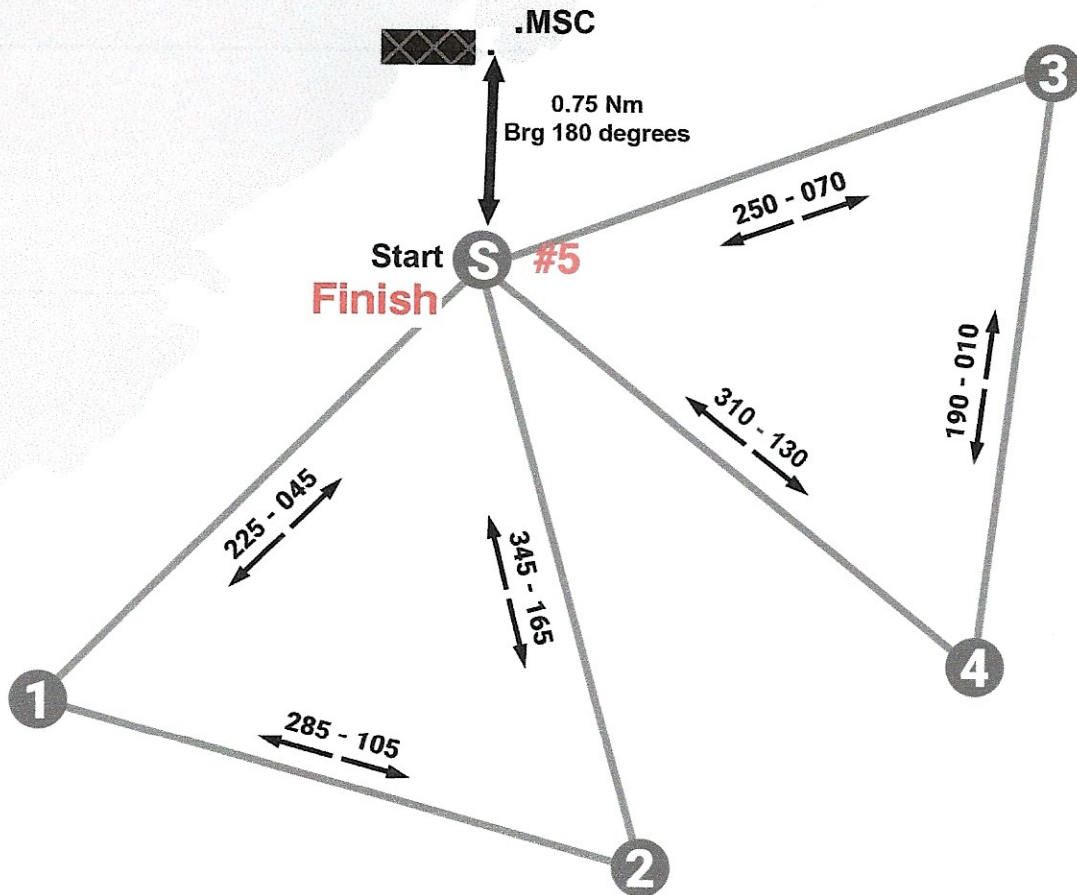 .MSC
0.75 Nm
Brg 180 degrees
3
250 - 070
Start S #5
Finish
190 - 010
310 - 130
225 - 045
345 - 165
4
1
285 - 105
2